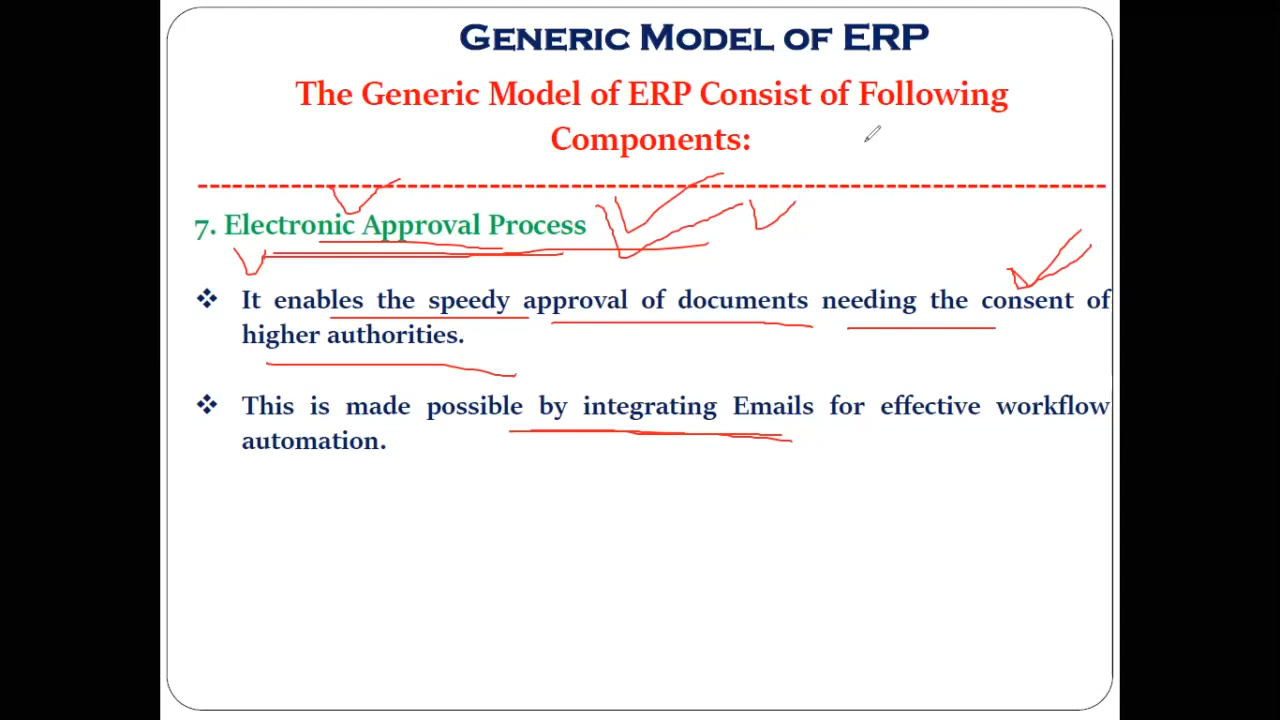 GENERIC MODEL OF ERP
The Generic Model of ERP Consist of Following
Components:
7. Electronic Approval Process
❖ It enables the speedy approval of documents needing the consent of
higher authorities.
❖ This is made possible by integrating Emails for effective workflow
automation.